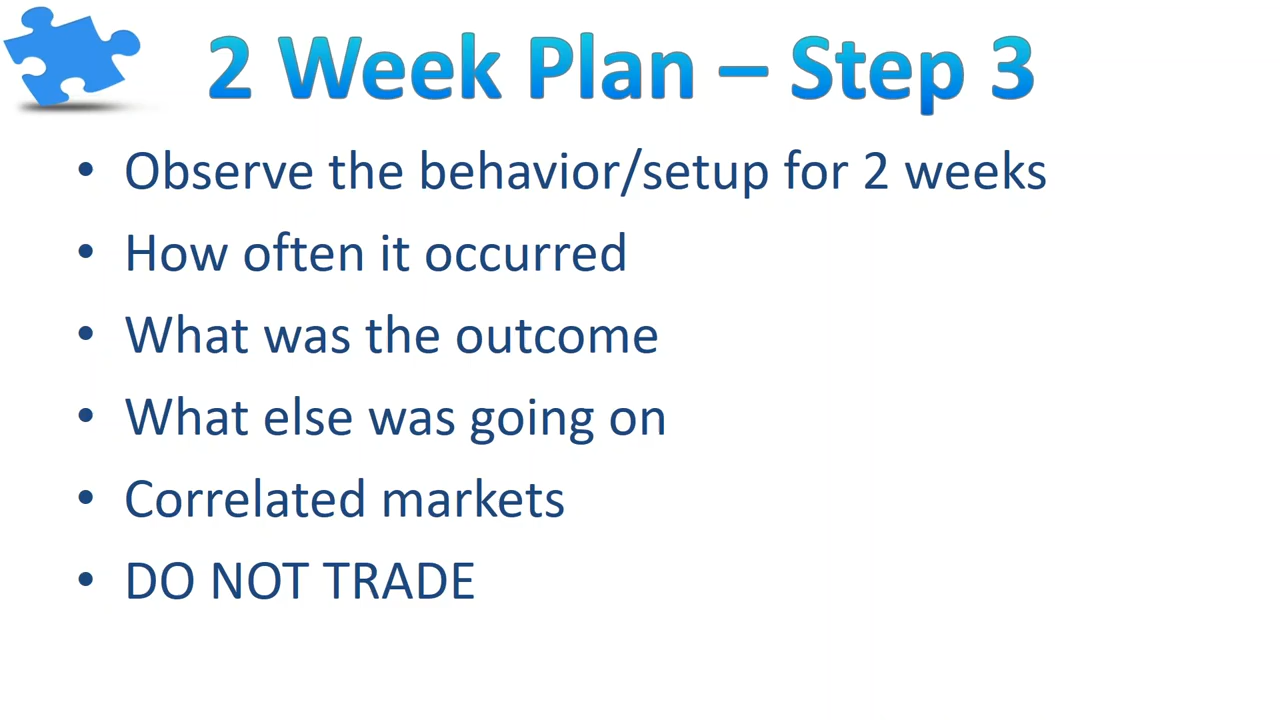 2 Week Plan – Step 3
• Observe the behavior/setup for 2 weeks
• How often it occurred
• What was the outcome
• What else was going on
• Correlated markets
• DO NOT TRADE